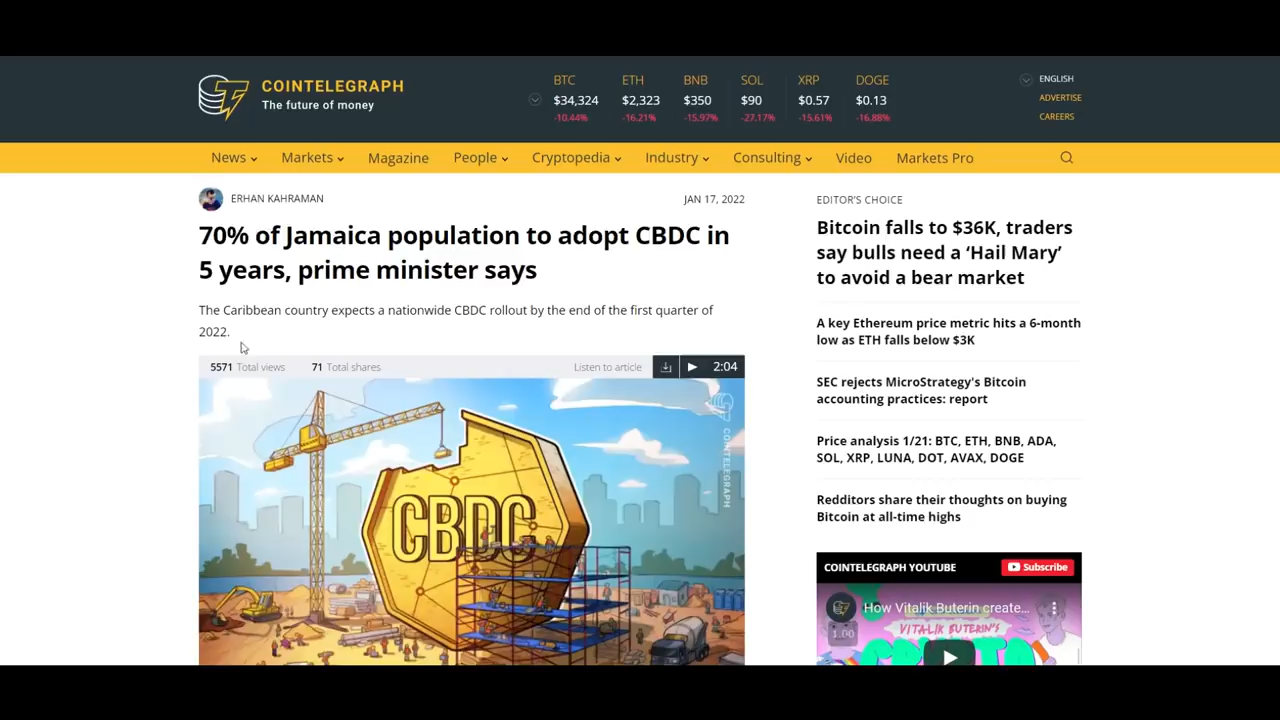 COINTELEGRAPH
The future of money
BTC ETH BNB SOL XRP DOGE
$34,324 $2,323 $350 $90 $0.57 $0.13
-10.44% -16.21% -15.97% -27.17% -15.61% -16.88%
ENGLISH
ADVERTISE
CAREERS
News Markets Magazine People Cryptopedia Industry Consulting Video Markets Pro
ERHAN KAHRAMAN
JAN 17, 2022
70% of Jamaica population to adopt CBDC in
5 years, prime minister says
The Caribbean country expects a nationwide CBDC rollout by the end of the first quarter of
2022.
5571 Total views 71 Total shares Listen to article 2:04
CBDC
COINTELEGRAPH
EDITOR'S CHOICE
Bitcoin falls to $36K, traders
say bulls need a ‘Hail Mary’
to avoid a bear market
A key Ethereum price metric hits a 6-month
low as ETH falls below $3K
SEC rejects MicroStrategy's Bitcoin
accounting practices: report
Price analysis 1/21: BTC, ETH, BNB, ADA,
SOL, XRP, LUNA, DOT, AVAX, DOGE
Redditors share their thoughts on buying
Bitcoin at all-time highs
COINTELEGRAPH YOUTUBE
Subscribe
How Vitalik Buterin create...
1.00
VITALIK BUTERIN'S